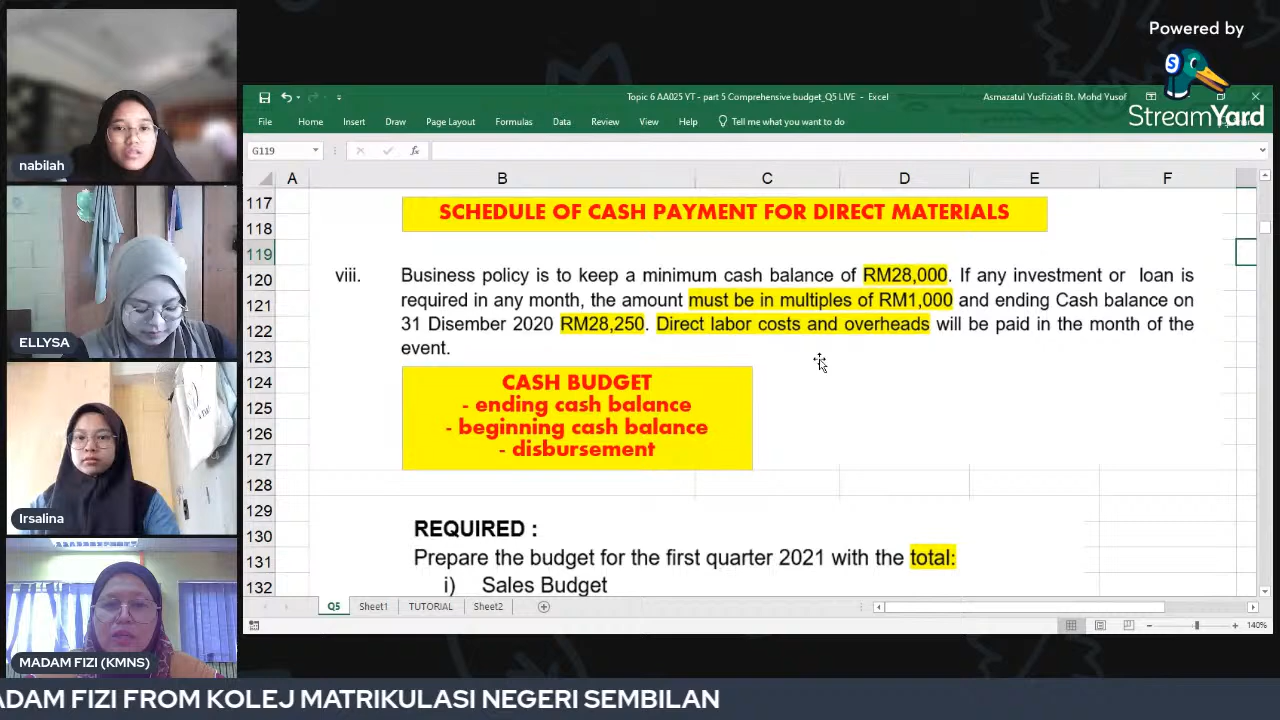 Powered by
S
StreamYard
nabilah
ELLYSA
Irsalina
MADAM FIZI (KMNS)
Topic 6 AA025 YT - part 5 Comprehensive budget_Q5 LIVE - Excel
Asmazatul Yusfiziati Bt. Mohd Yusof
File Home Insert Draw Page Layout Formulas Data Review View Help Tell me what you want to do
G119 fx
A B C D E F
117
118
119
120
121
122
123
124
125
126
127
128
129
130
131
132
SCHEDULE OF CASH PAYMENT FOR DIRECT MATERIALS
viii. Business policy is to keep a minimum cash balance of RM28,000. If any investment or loan is
required in any month, the amount must be in multiples of RM1,000 and ending Cash balance on
31 Disember 2020 RM28,250. Direct labor costs and overheads will be paid in the month of the
event.
CASH BUDGET
- ending cash balance
- beginning cash balance
- disbursement
REQUIRED :
Prepare the budget for the first quarter 2021 with the total:
i) Sales Budget
Q5 Sheet1 TUTORIAL Sheet2
140%
ADAM FIZI FROM KOLEJ MATRIKULASI NEGERI SEMBILAN